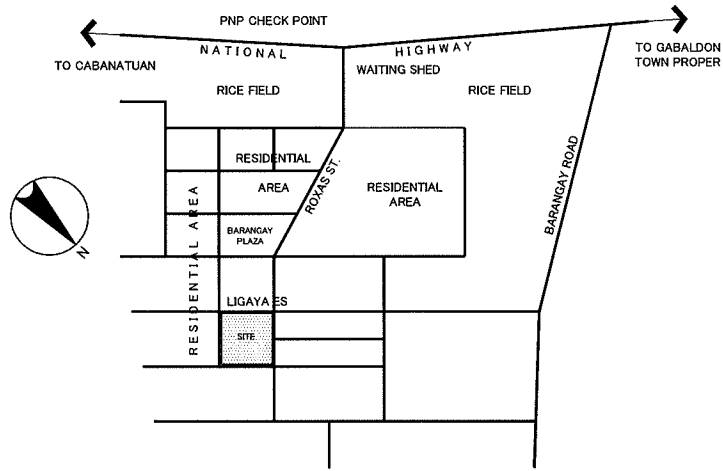 PNP CHECK POINT
NATIONAL HIGHWAY
TO CABANATUAN
WAITING SHED
TO GABALDON
TOWN PROPER
RICE FIELD
RICE FIELD
RESIDENTIAL
AREA
ROXAS ST.
RESIDENTIAL
AREA
BARANGAY ROAD
RESIDENTIAL AREA
BARANGAY
PLAZA
N
LIGAYA ES
SITE